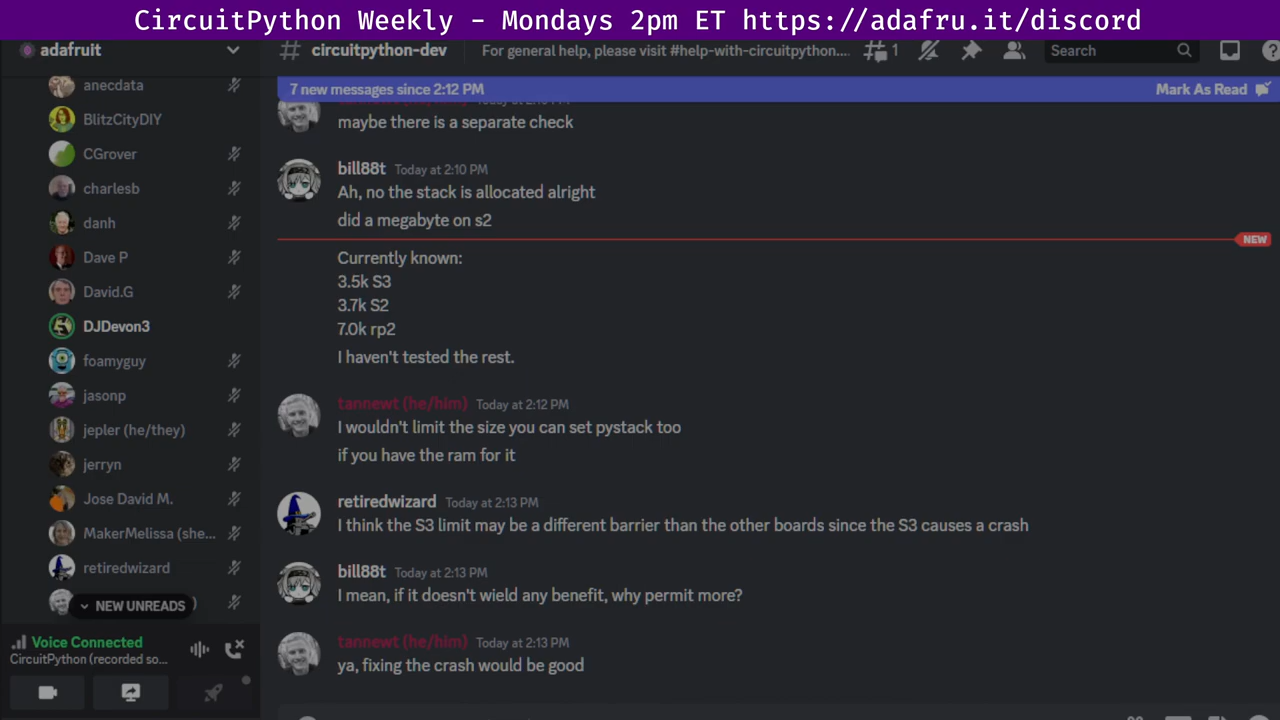 CircuitPython Weekly - Mondays 2pm ET https://adafru.it/discord
adafruit
circuitpython-dev
For general help, please visit #help-with-circuitpython....
1
Search
anecdata
BlitzCityDIY
CGrover
charlesb
danh
Dave P
David.G
DJDevon3
foamyguy
jasonp
jepler (he/they)
jerryn
Jose David M.
MakerMelissa (she...
retiredwizard
NEW UNREADS
Voice Connected
CircuitPython (recorded so...
7 new messages since 2:12 PM
Mark As Read
maybe there is a separate check
bill88t Today at 2:10 PM
Ah, no the stack is allocated alright
did a megabyte on s2
NEW
Currently known:
3.5k S3
3.7k S2
7.0k rp2
I haven't tested the rest.
tannewt (he/him) Today at 2:12 PM
I wouldn't limit the size you can set pystack too
if you have the ram for it
retiredwizard Today at 2:13 PM
I think the S3 limit may be a different barrier than the other boards since the S3 causes a crash
bill88t Today at 2:13 PM
I mean, if it doesn't wield any benefit, why permit more?
tannewt (he/him) Today at 2:13 PM
ya, fixing the crash would be good